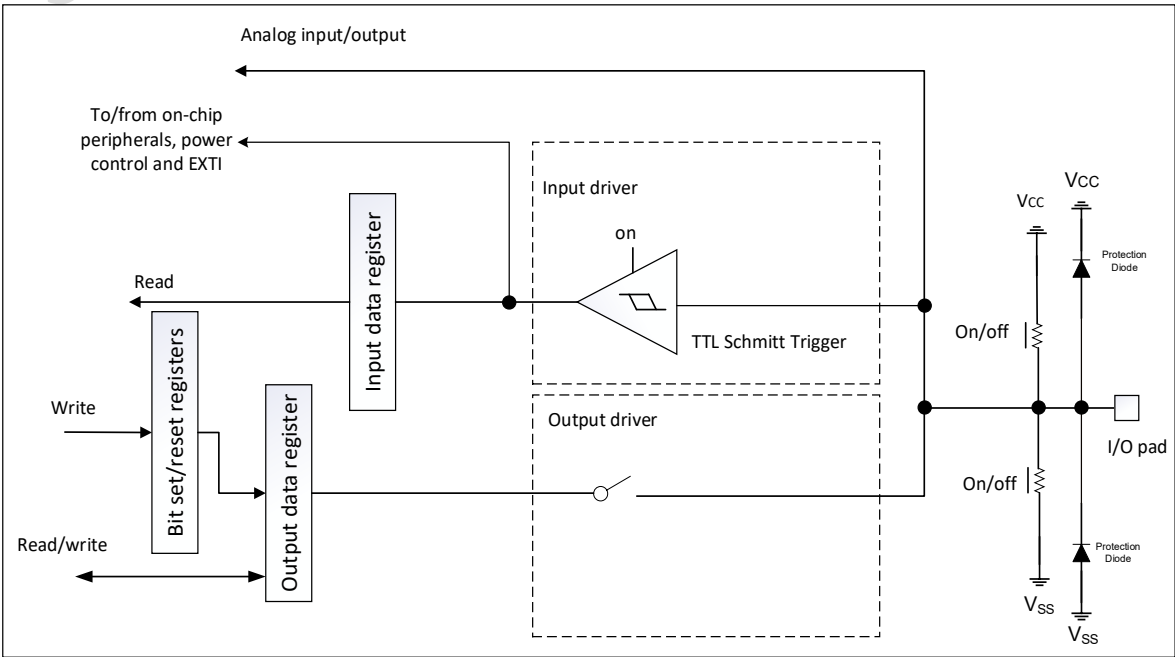 Analog input/output
To/from on-chip
peripherals, power
control and EXTI
Input driver
on
TTL Schmitt Trigger
Read
Input data register
Bit set/reset registers
Write
Output data register
Read/write
Output driver
Vcc
VCC
Protection
Diode
On/off
On/off
I/O pad
Protection
Diode
VSS
VSS